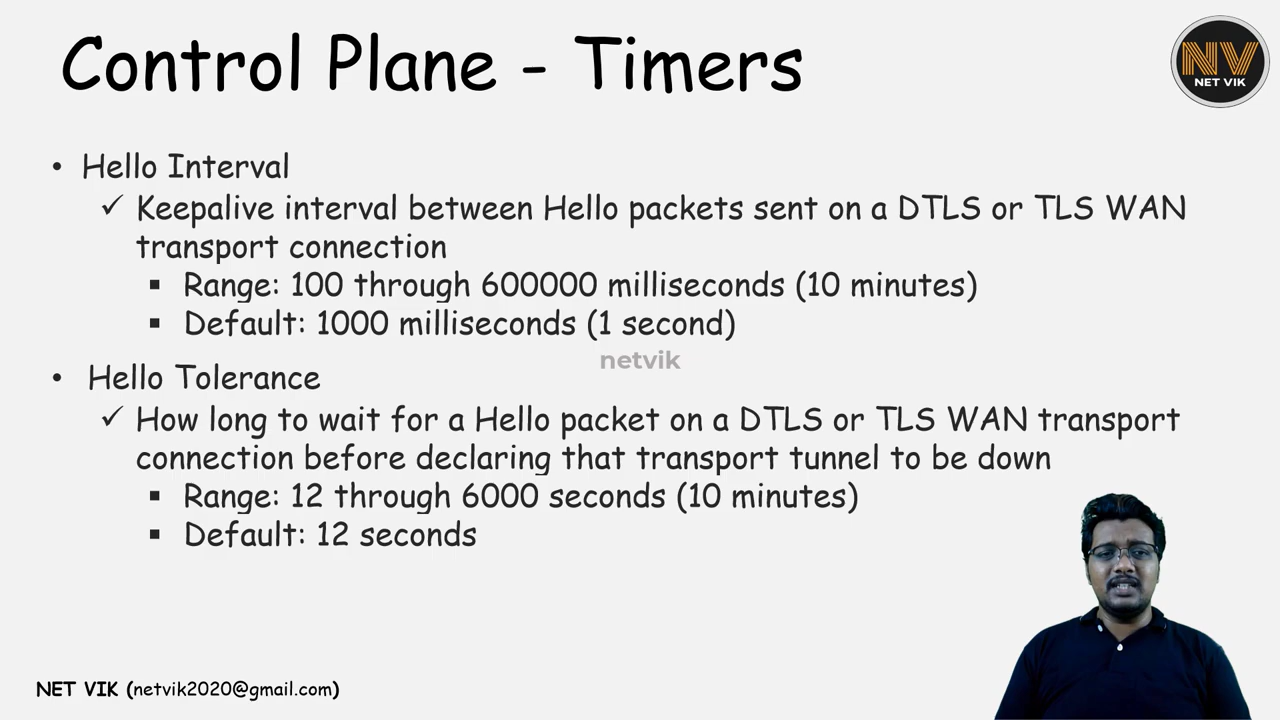 Control Plane - Timers
NV
NET VIK
• Hello Interval
✓ Keepalive interval between Hello packets sent on a DTLS or TLS WAN
transport connection
▪ Range: 100 through 600000 milliseconds (10 minutes)
▪ Default: 1000 milliseconds (1 second)
netvik
• Hello Tolerance
✓ How long to wait for a Hello packet on a DTLS or TLS WAN transport
connection before declaring that transport tunnel to be down
▪ Range: 12 through 6000 seconds (10 minutes)
▪ Default: 12 seconds
NET VIK (netvik2020@gmail.com)